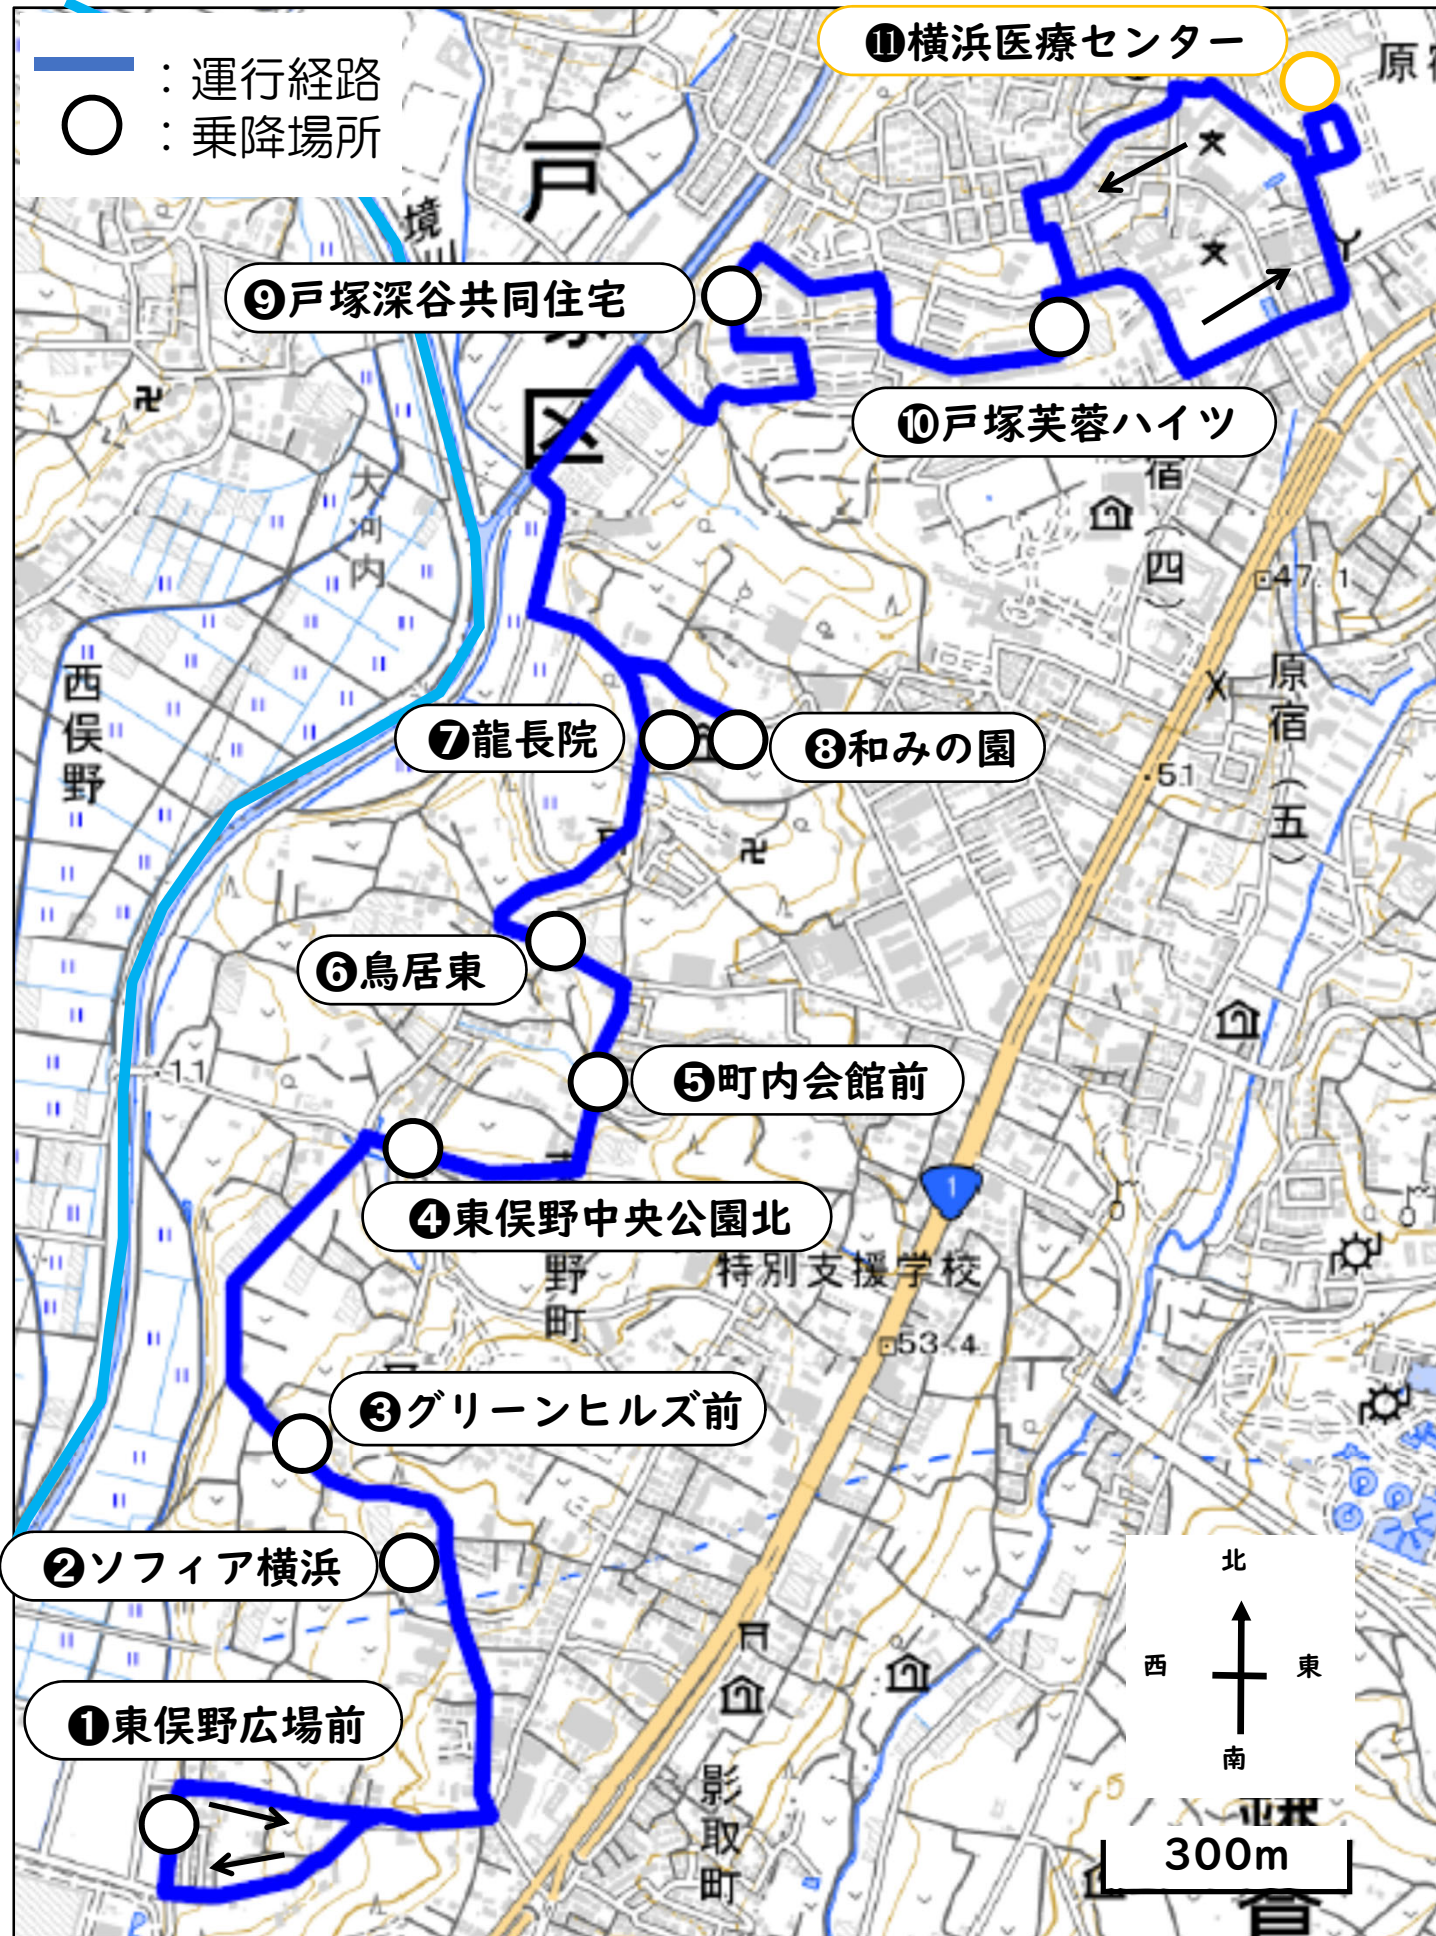 ：運行経路
：乗降場所
⓫横浜医療センター
戸
区
境川
❾戸塚深谷共同住宅
❿戸塚芙蓉ハイツ
宿(四)
47.1
大河内
西俣野
原宿(五)
❼龍長院
❽和みの園
51
❻鳥居東
11
❺町内会館前
❹東俣野中央公園北
1
野町
特別支援学校
53.4
❸グリーンヒルズ前
❷ソフィア横浜
❶東俣野広場前
影取町
北
西
東
南
300m